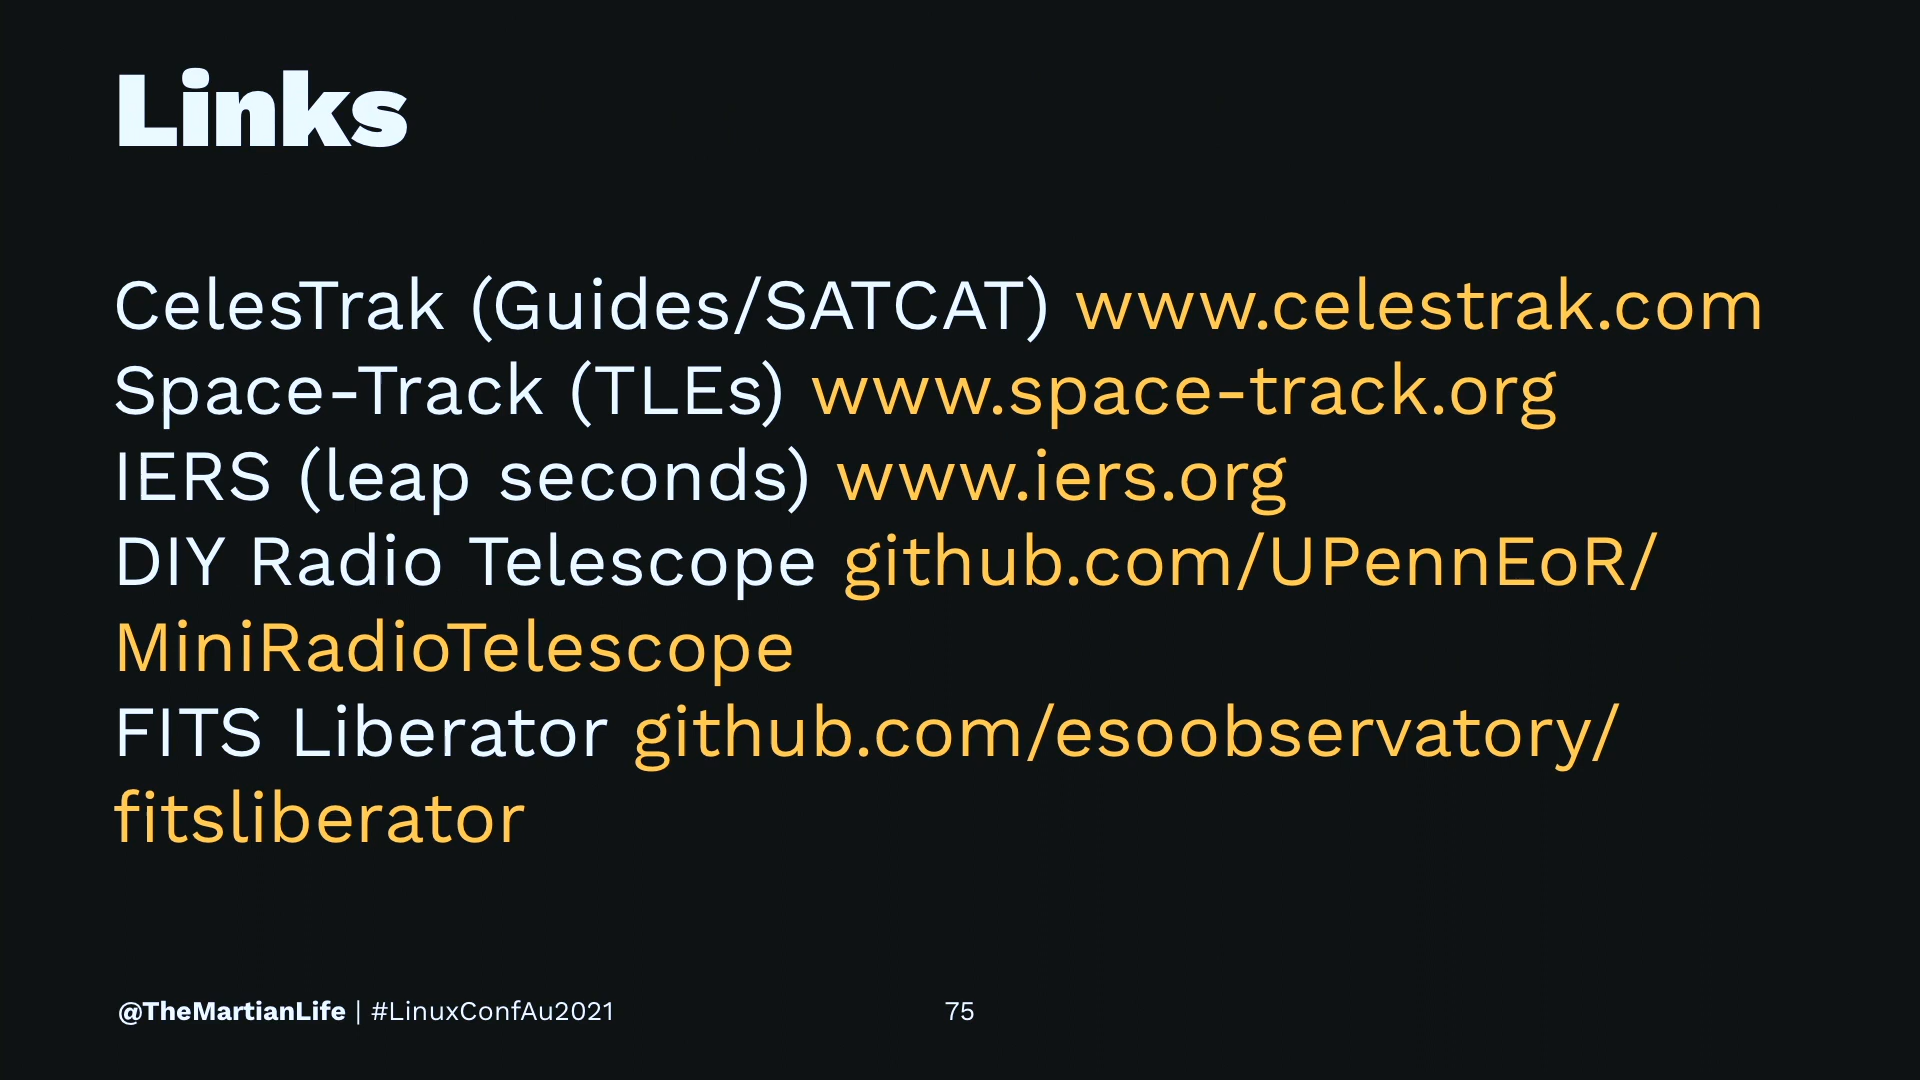 Links
CelesTrak (Guides/SATCAT) www.celestrak.com
Space-Track (TLEs) www.space-track.org
IERS (leap seconds) www.iers.org
DIY Radio Telescope github.com/UPennEoR/
MiniRadioTelescope
FITS Liberator github.com/esoobservatory/
fitsliberator
@TheMartianLife | #LinuxConfAu2021
75